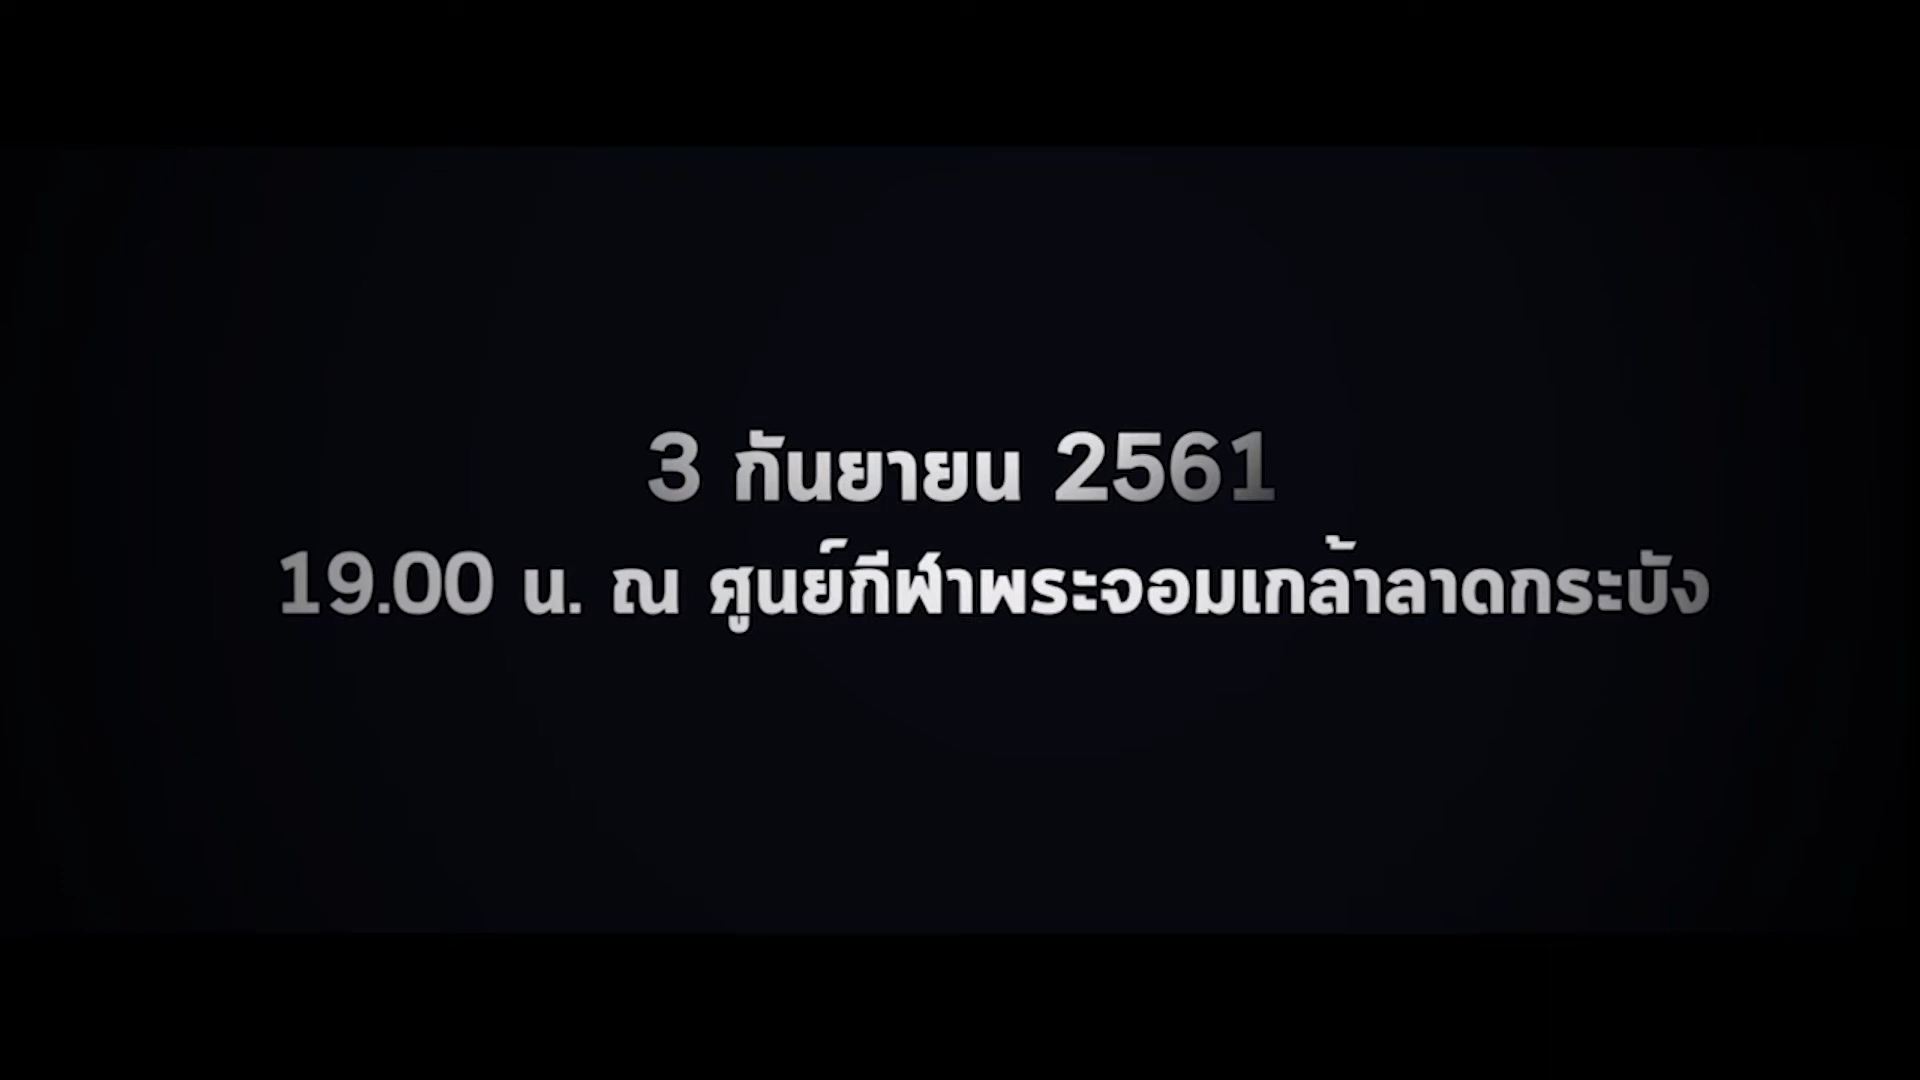 3 กันยายน 2561
19.00 น. ณ ศูนย์กีฬาพระจอมเกล้าลาดกระบัง